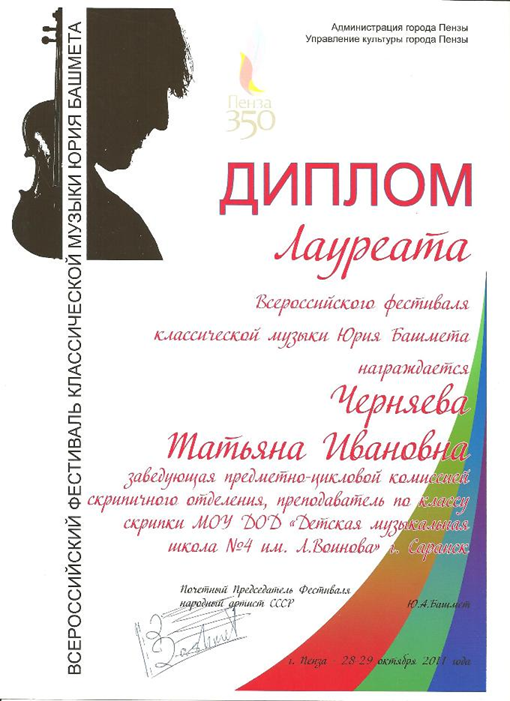 Администрация города Пензы
Управление культуры города Пензы
Пенза
350
ВСЕРОССИЙСКИЙ ФЕСТИВАЛЬ КЛАССИЧЕСКОЙ МУЗЫКИ ЮРИЯ БАШМЕТА
ДИПЛОМ
Лауреата
Всероссийского фестиваля
классической музыки Юрия Башмета
награждается
Черняева
Татьяна Ивановна
заведующая предметно-цикловой комиссией
скрипичного отделения, преподаватель по классу
скрипки МОУ ДОД «Детская музыкальная
школа №4 им. Л.Воинова» г. Саранск
Почетный Председатель Фестиваля
народный артист СССР Ю.А.Башмет
г. Пенза - 28-29 октября 2011 года